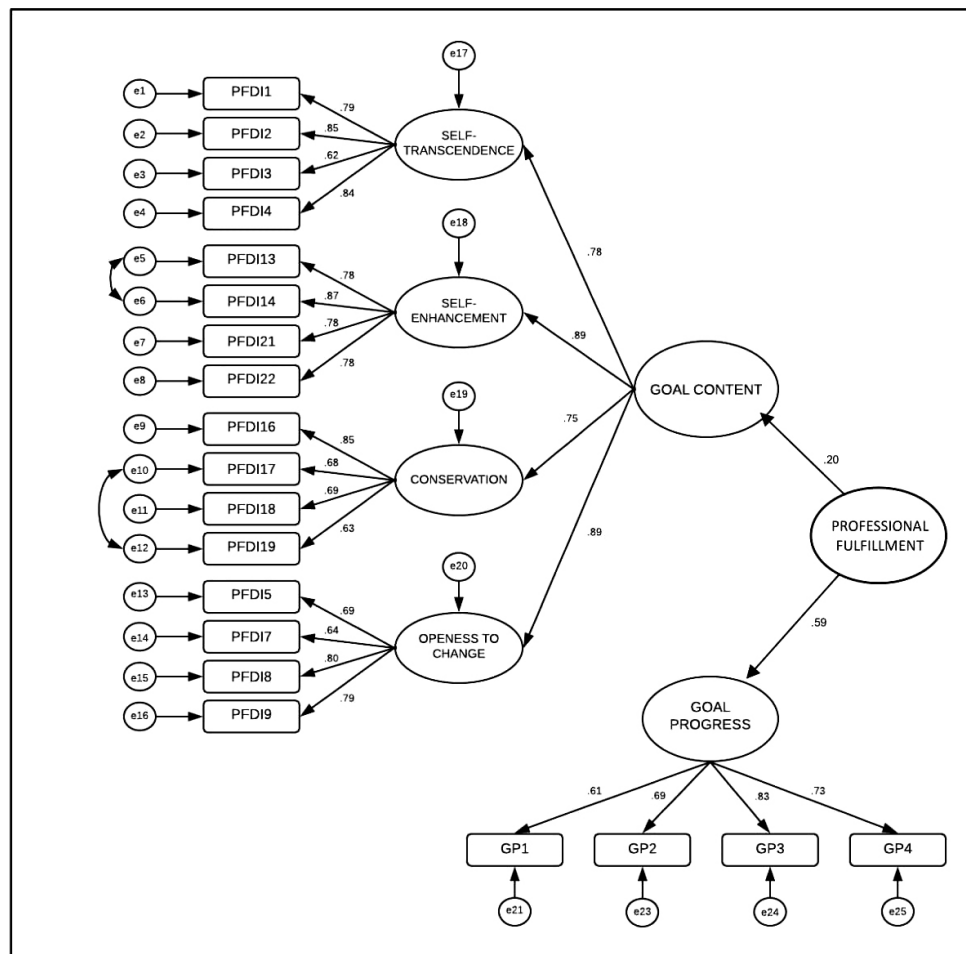 e17
e1
PFDI1
.79
e2
PFDI2
.85
SELF-
TRANSCENDENCE
e3
PFDI3
.62
e4
PFDI4
.84
e18
.78
e5
PFDI13
.78
e6
PFDI14
.87
SELF-
ENHANCEMENT
e7
PFDI21
.78
.89
e8
PFDI22
.78
GOAL CONTENT
e19
e9
PFDI16
.85
.75
e10
PFDI17
.68
CONSERVATION
.20
e11
PFDI18
.69
e12
PFDI19
.63
PROFESSIONAL
FULFILLMENT
.89
e20
e13
PFDI5
.69
e14
PFDI7
.64
OPENESS TO
CHANGE
.59
e15
PFDI8
.80
e16
PFDI9
.79
GOAL
PROGRESS
.61
.69
.83
.73
GP1
GP2
GP3
GP4
e21
e23
e24
e25